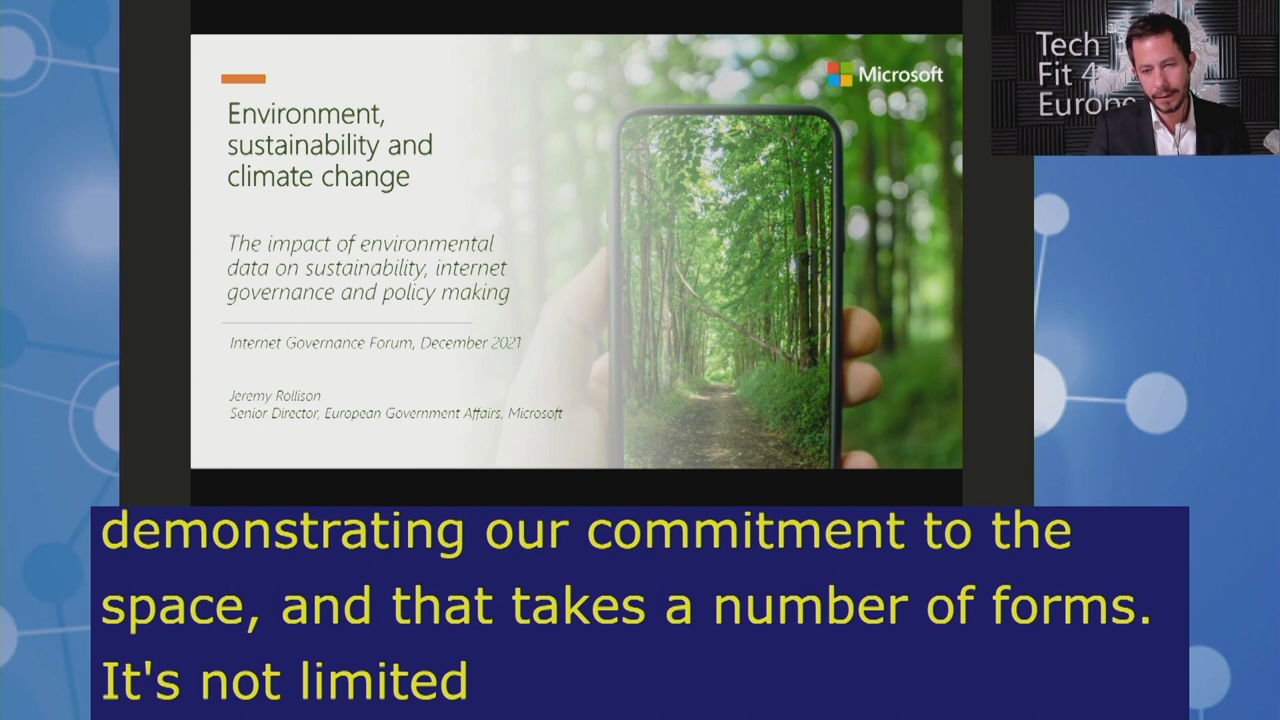 Microsoft
Environment,
sustainability and
climate change
The impact of environmental
data on sustainability, internet
governance and policy making
Internet Governance Forum, December 2021
Jeremy Rollison
Senior Director, European Government Affairs, Microsoft
Tech
Fit 4
Europe
demonstrating our commitment to the
space, and that takes a number of forms.
It's not limited